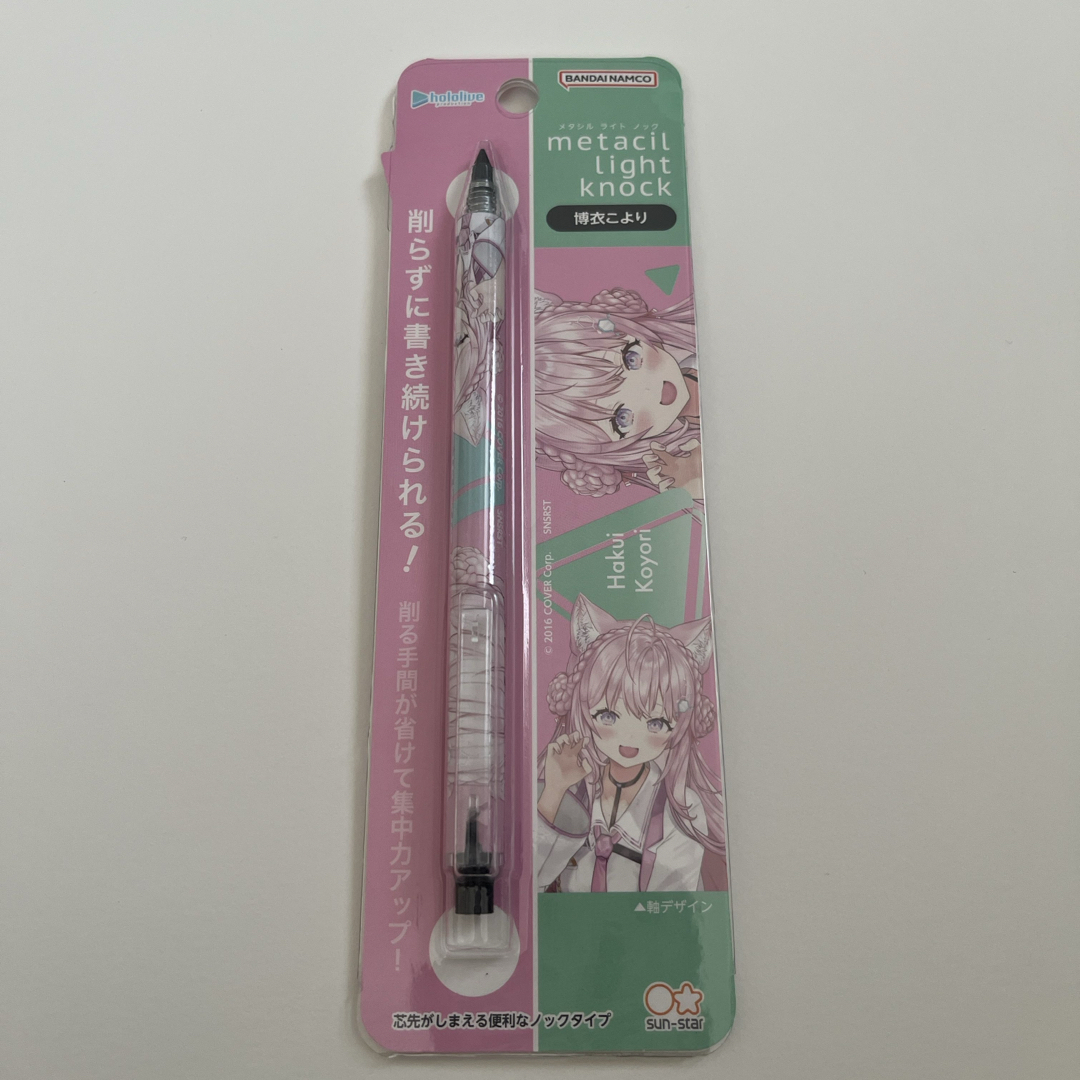 hololive
production
BANDAI NAMCO
メタシル ライト ノック
metacil
light
knock
博衣こより
削らずに書き続けられる!
削る手間が省けて集中力アップ!
Hakui
Koyori
© 2016 COVER Corp. SNSRST
▲軸デザイン
芯先がしまえる便利なノックタイプ
sun-star